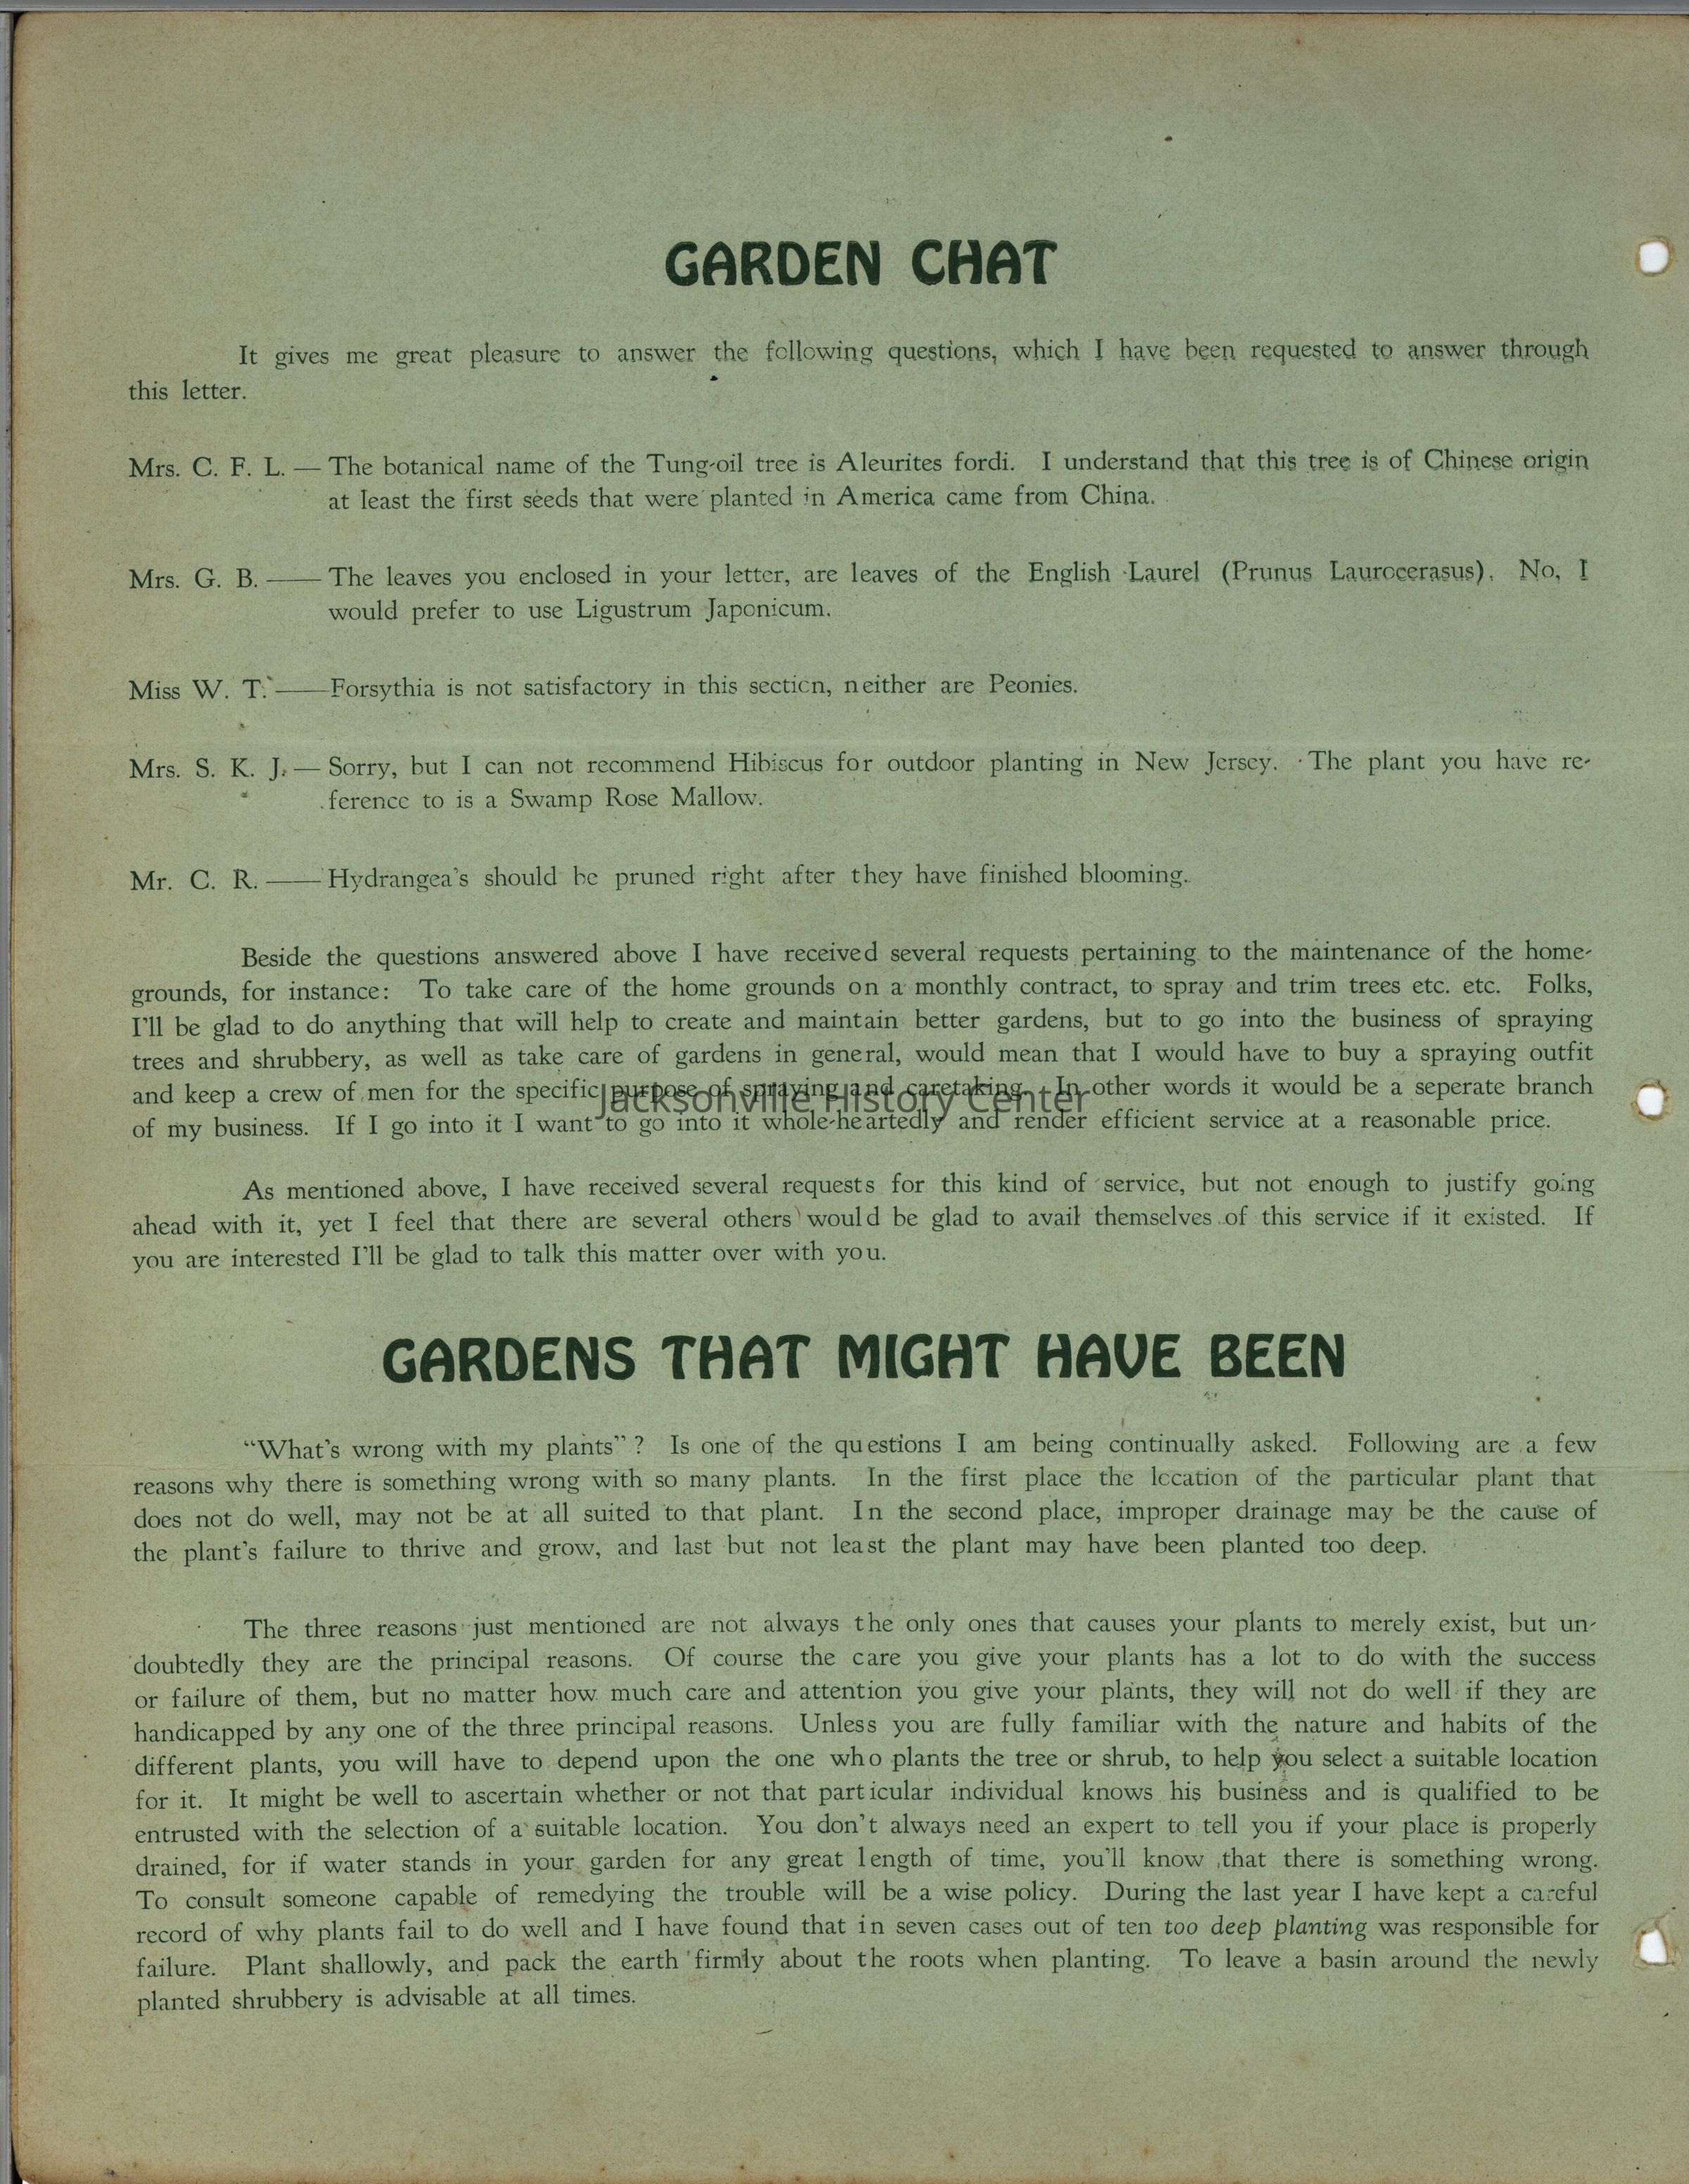 GARDEN CHAT
It gives me great pleasure to answer the following questions, which I have been requested to answer through
this letter.
Mrs. C. F. L. — The botanical name of the Tung-oil tree is Aleurites fordi. I understand that this tree is of Chinese origin
at least the first seeds that were planted in America came from China.
Mrs. G. B. — The leaves you enclosed in your letter, are leaves of the English Laurel (Prunus Laurocerasus). No, I
would prefer to use Ligustrum Japonicum.
Miss W. T. — Forsythia is not satisfactory in this section, neither are Peonies.
Mrs. S. K. J. — Sorry, but I can not recommend Hibiscus for outdoor planting in New Jersey. The plant you have re-
ference to is a Swamp Rose Mallow.
Mr. C. R. — Hydrangea's should be pruned right after they have finished blooming.
Beside the questions answered above I have received several requests pertaining to the maintenance of the home-
grounds, for instance: To take care of the home grounds on a monthly contract, to spray and trim trees etc. etc. Folks,
I'll be glad to do anything that will help to create and maintain better gardens, but to go into the business of spraying
trees and shrubbery, as well as take care of gardens in general, would mean that I would have to buy a spraying outfit
and keep a crew of men for the specific purpose of spraying and caretaking. In other words it would be a seperate branch
Jacksonville History Center
of my business. If I go into it I want to go into it whole-heartedly and render efficient service at a reasonable price.
As mentioned above, I have received several requests for this kind of service, but not enough to justify going
ahead with it, yet I feel that there are several others would be glad to avail themselves of this service if it existed. If
you are interested I'll be glad to talk this matter over with you.
GARDENS THAT MIGHT HAVE BEEN
"What's wrong with my plants"? Is one of the questions I am being continually asked. Following are a few
reasons why there is something wrong with so many plants. In the first place the location of the particular plant that
does not do well, may not be at all suited to that plant. In the second place, improper drainage may be the cause of
the plant's failure to thrive and grow, and last but not least the plant may have been planted too deep.
The three reasons just mentioned are not always the only ones that causes your plants to merely exist, but un-
doubtedly they are the principal reasons. Of course the care you give your plants has a lot to do with the success
or failure of them, but no matter how much care and attention you give your plants, they will not do well if they are
handicapped by any one of the three principal reasons. Unless you are fully familiar with the nature and habits of the
different plants, you will have to depend upon the one who plants the tree or shrub, to help you select a suitable location
for it. It might be well to ascertain whether or not that particular individual knows his business and is qualified to be
entrusted with the selection of a suitable location. You don't always need an expert to tell you if your place is properly
drained, for if water stands in your garden for any great length of time, you'll know that there is something wrong.
To consult someone capable of remedying the trouble will be a wise policy. During the last year I have kept a careful
record of why plants fail to do well and I have found that in seven cases out of ten too deep planting was responsible for
failure. Plant shallowly, and pack the earth firmly about the roots when planting. To leave a basin around the newly
planted shrubbery is advisable at all times.